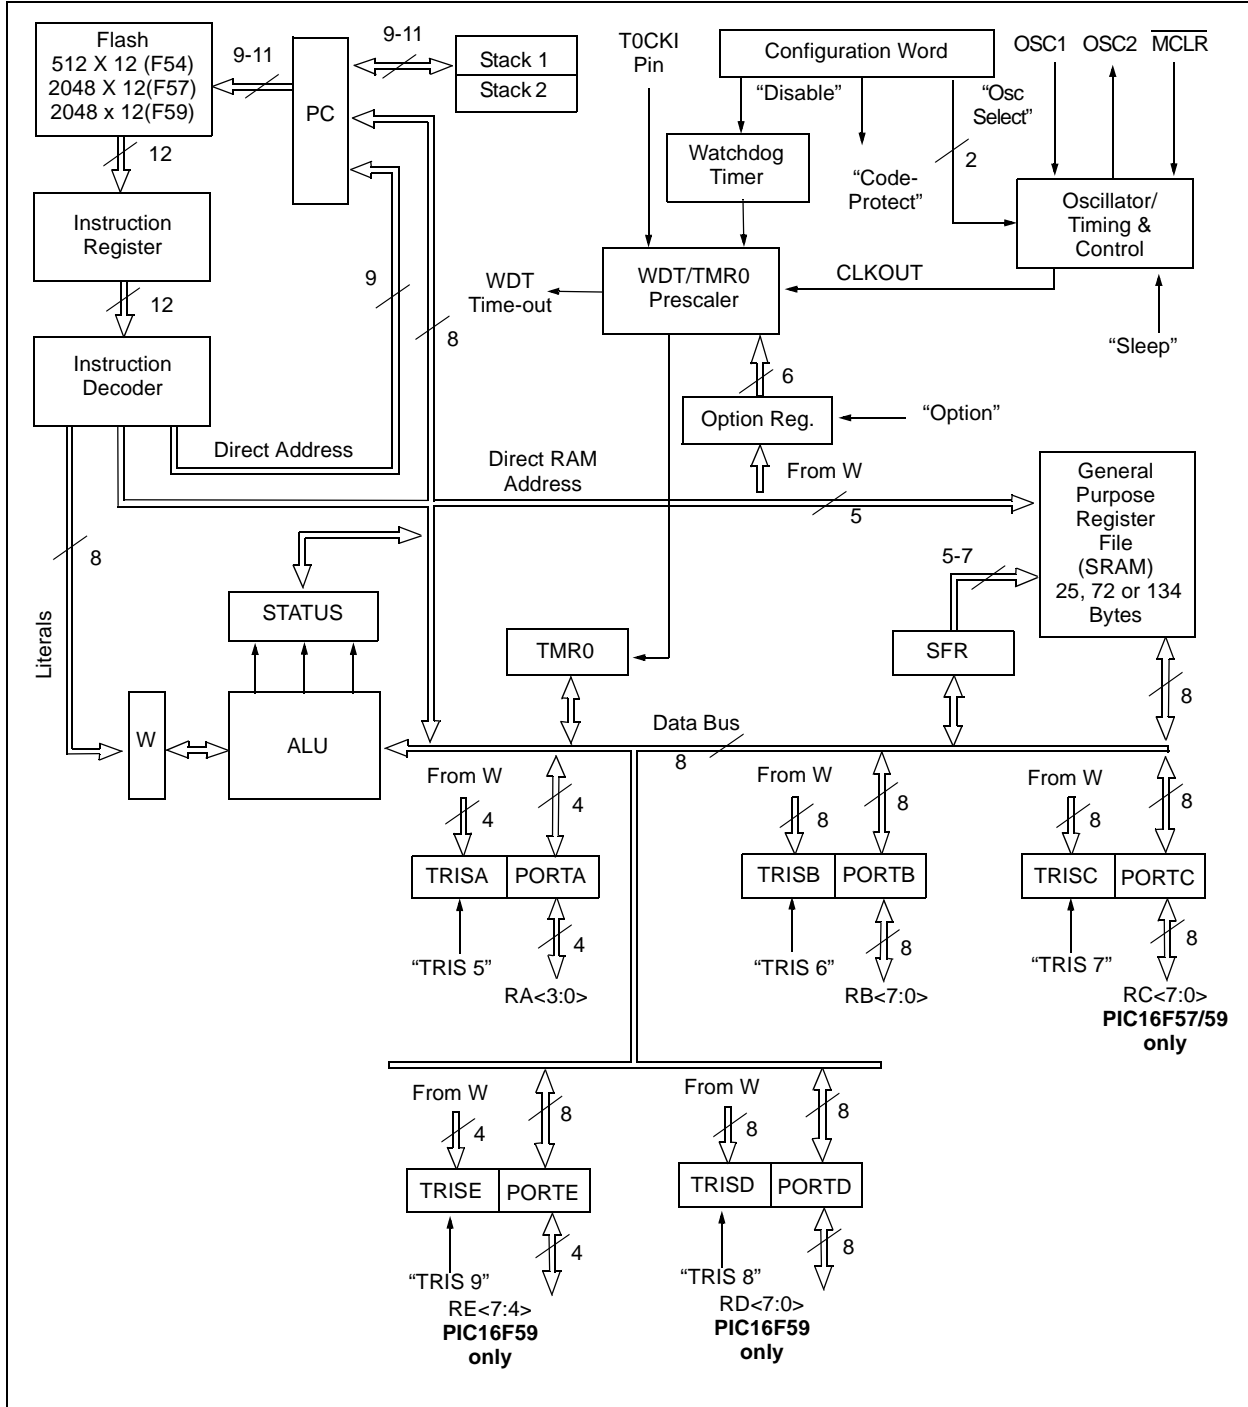 Flash
512 X 12 (F54)
2048 X 12(F57)
2048 x 12(F59)
9-11
PC
9-11
Stack 1
Stack 2
T0CKI
Pin
Configuration Word
“Disable”
“Osc
Select”
2
OSC1
OSC2
MCLR
Watchdog
Timer
“Code-
Protect”
Oscillator/
Timing &
Control
12
Instruction
Register
12
Instruction
Decoder
9
8
WDT
Time-out
WDT/TMR0
Prescaler
CLKOUT
“Sleep”
6
Option Reg.
“Option”
From W
Direct Address
Direct RAM
Address
5
General
Purpose
Register
File
(SRAM)
25, 72 or 134
Bytes
8
Literals
STATUS
5-7
TMR0
SFR
8
W
ALU
Data Bus
8
From W
4
4
TRISA
PORTA
“TRIS 5”
4
RA<3:0>
From W
8
8
TRISB
PORTB
“TRIS 6”
8
RB<7:0>
From W
8
8
TRISC
PORTC
“TRIS 7”
8
RC<7:0>
PIC16F57/59
only
From W
4
8
TRISE
PORTE
“TRIS 9”
4
RE<7:4>
PIC16F59
only
From W
8
8
TRISD
PORTD
“TRIS 8”
8
RD<7:0>
PIC16F59
only